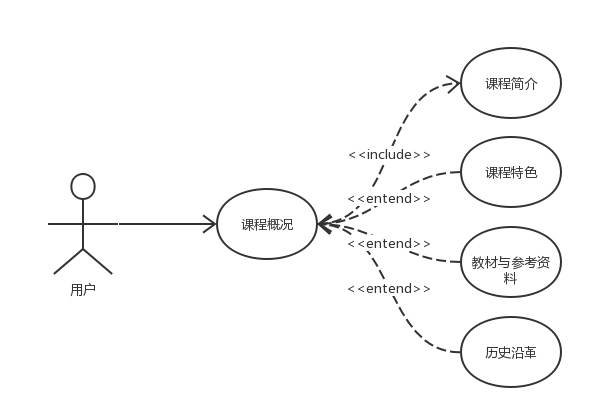 课程简介
<<include>>
课程特色
<<entend>>
课程概况
<<entend>>
教材与参考资
料
<<entend>>
用户
历史沿革